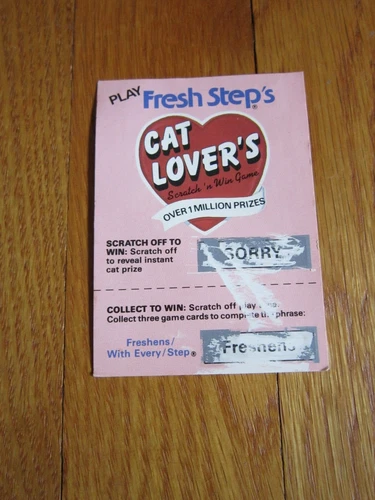 PLAY Fresh Step's®
CAT
LOVER'S
Scratch 'n Win Game
OVER 1 MILLION PRIZES
SCRATCH OFF TO
WIN: Scratch off
to reveal instant
cat prize
SORRY
COLLECT TO WIN: Scratch off play
Collect three game cards to complete the phrase:
Freshens/
With Every/Step®
Freshens